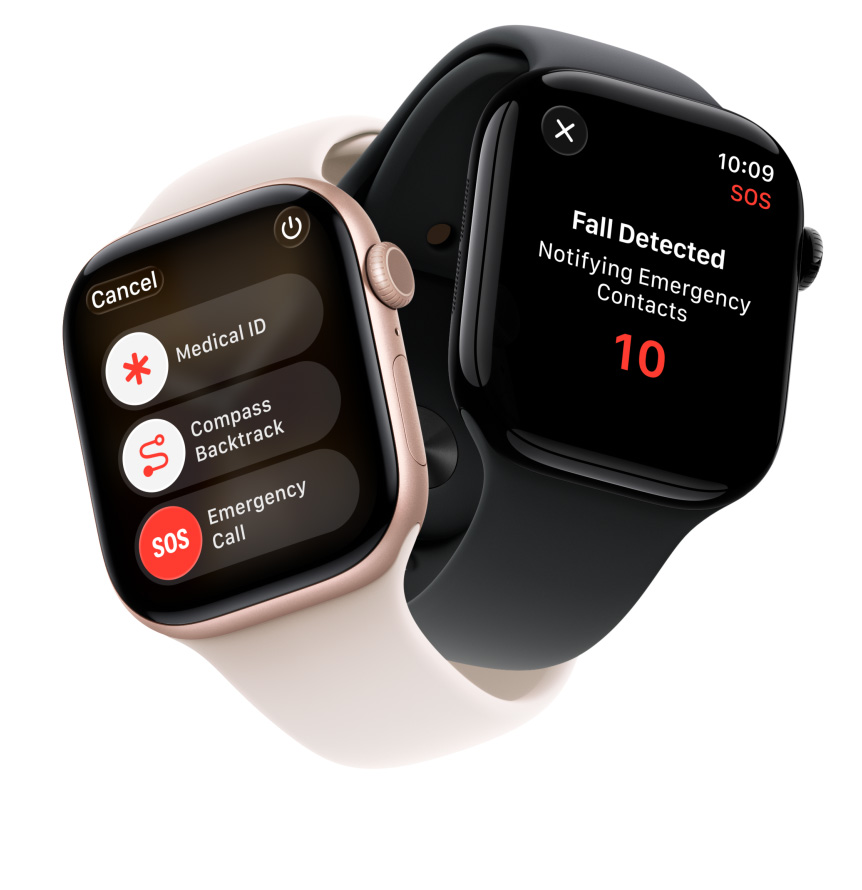 Cancel
Medical ID
Compass
Backtrack
SOS
Emergency
Call
10:09
SOS
Fall Detected
Notifying Emergency
Contacts
10